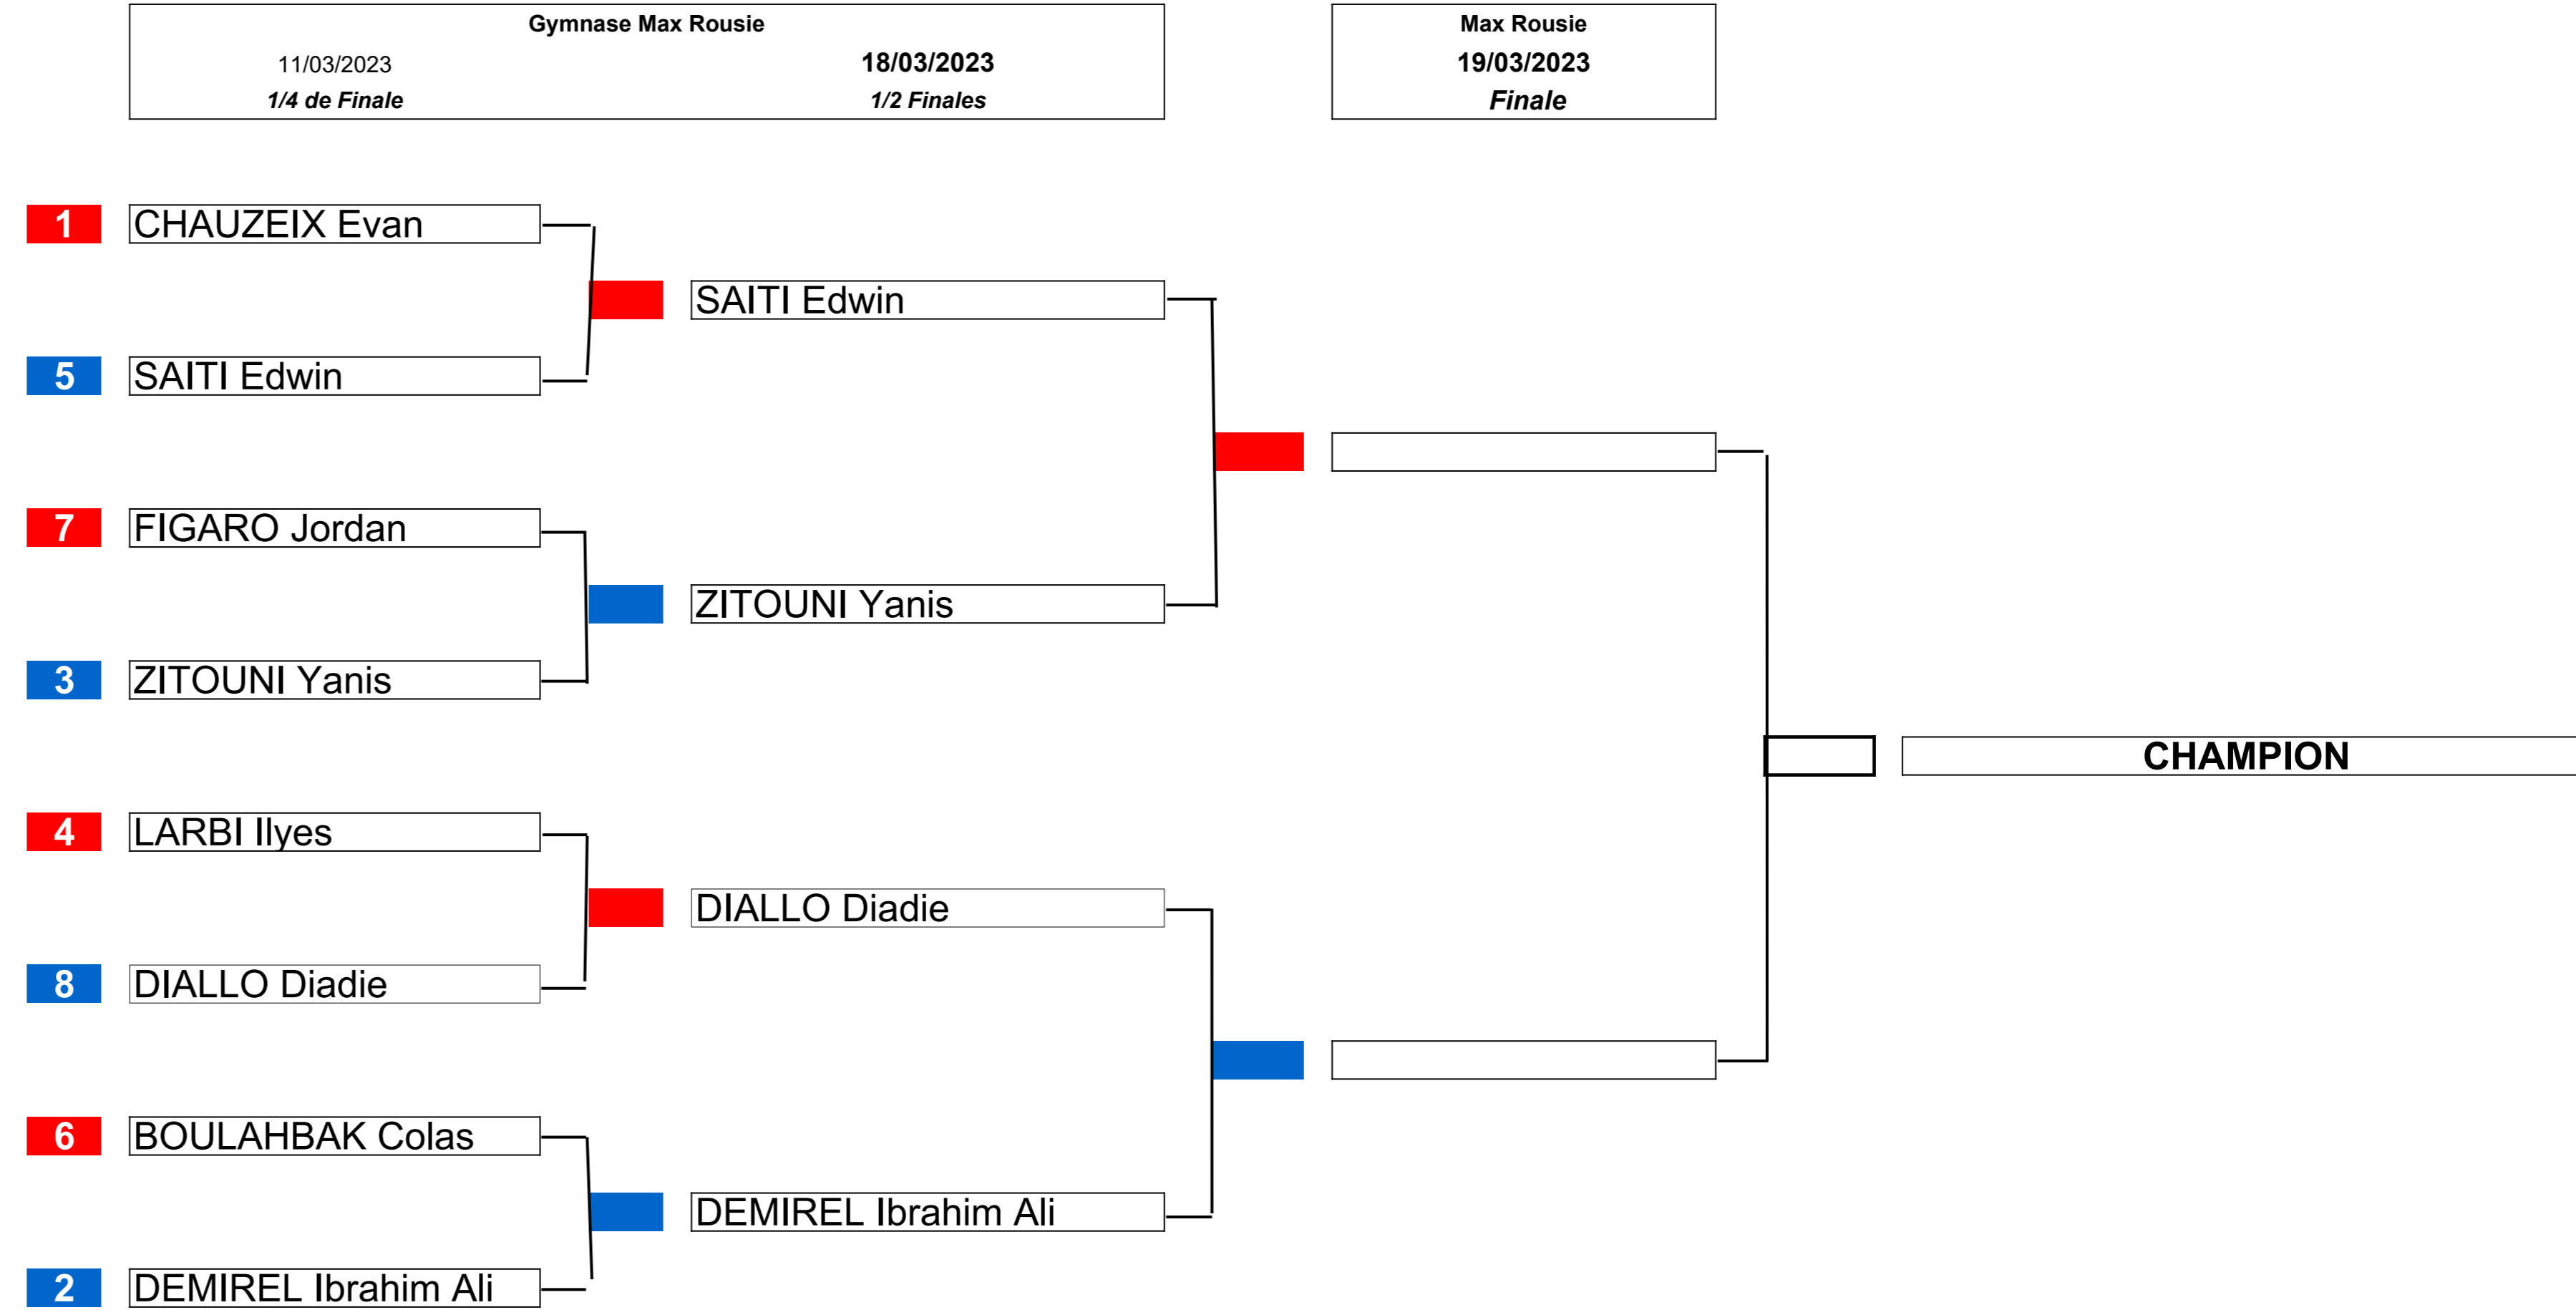 Gymnase Max Rousie
Max Rousie
11/03/2023
18/03/2023
19/03/2023
1/4 de Finale
1/2 Finales
Finale
1 CHAUZEIX Evan
SAITI Edwin
5 SAITI Edwin
7 FIGARO Jordan
ZITOUNI Yanis
3 ZITOUNI Yanis
CHAMPION
4 LARBI Ilyes
DIALLO Diadie
8 DIALLO Diadie
6 BOULAHBAK Colas
DEMIREL Ibrahim Ali
2 DEMIREL Ibrahim Ali